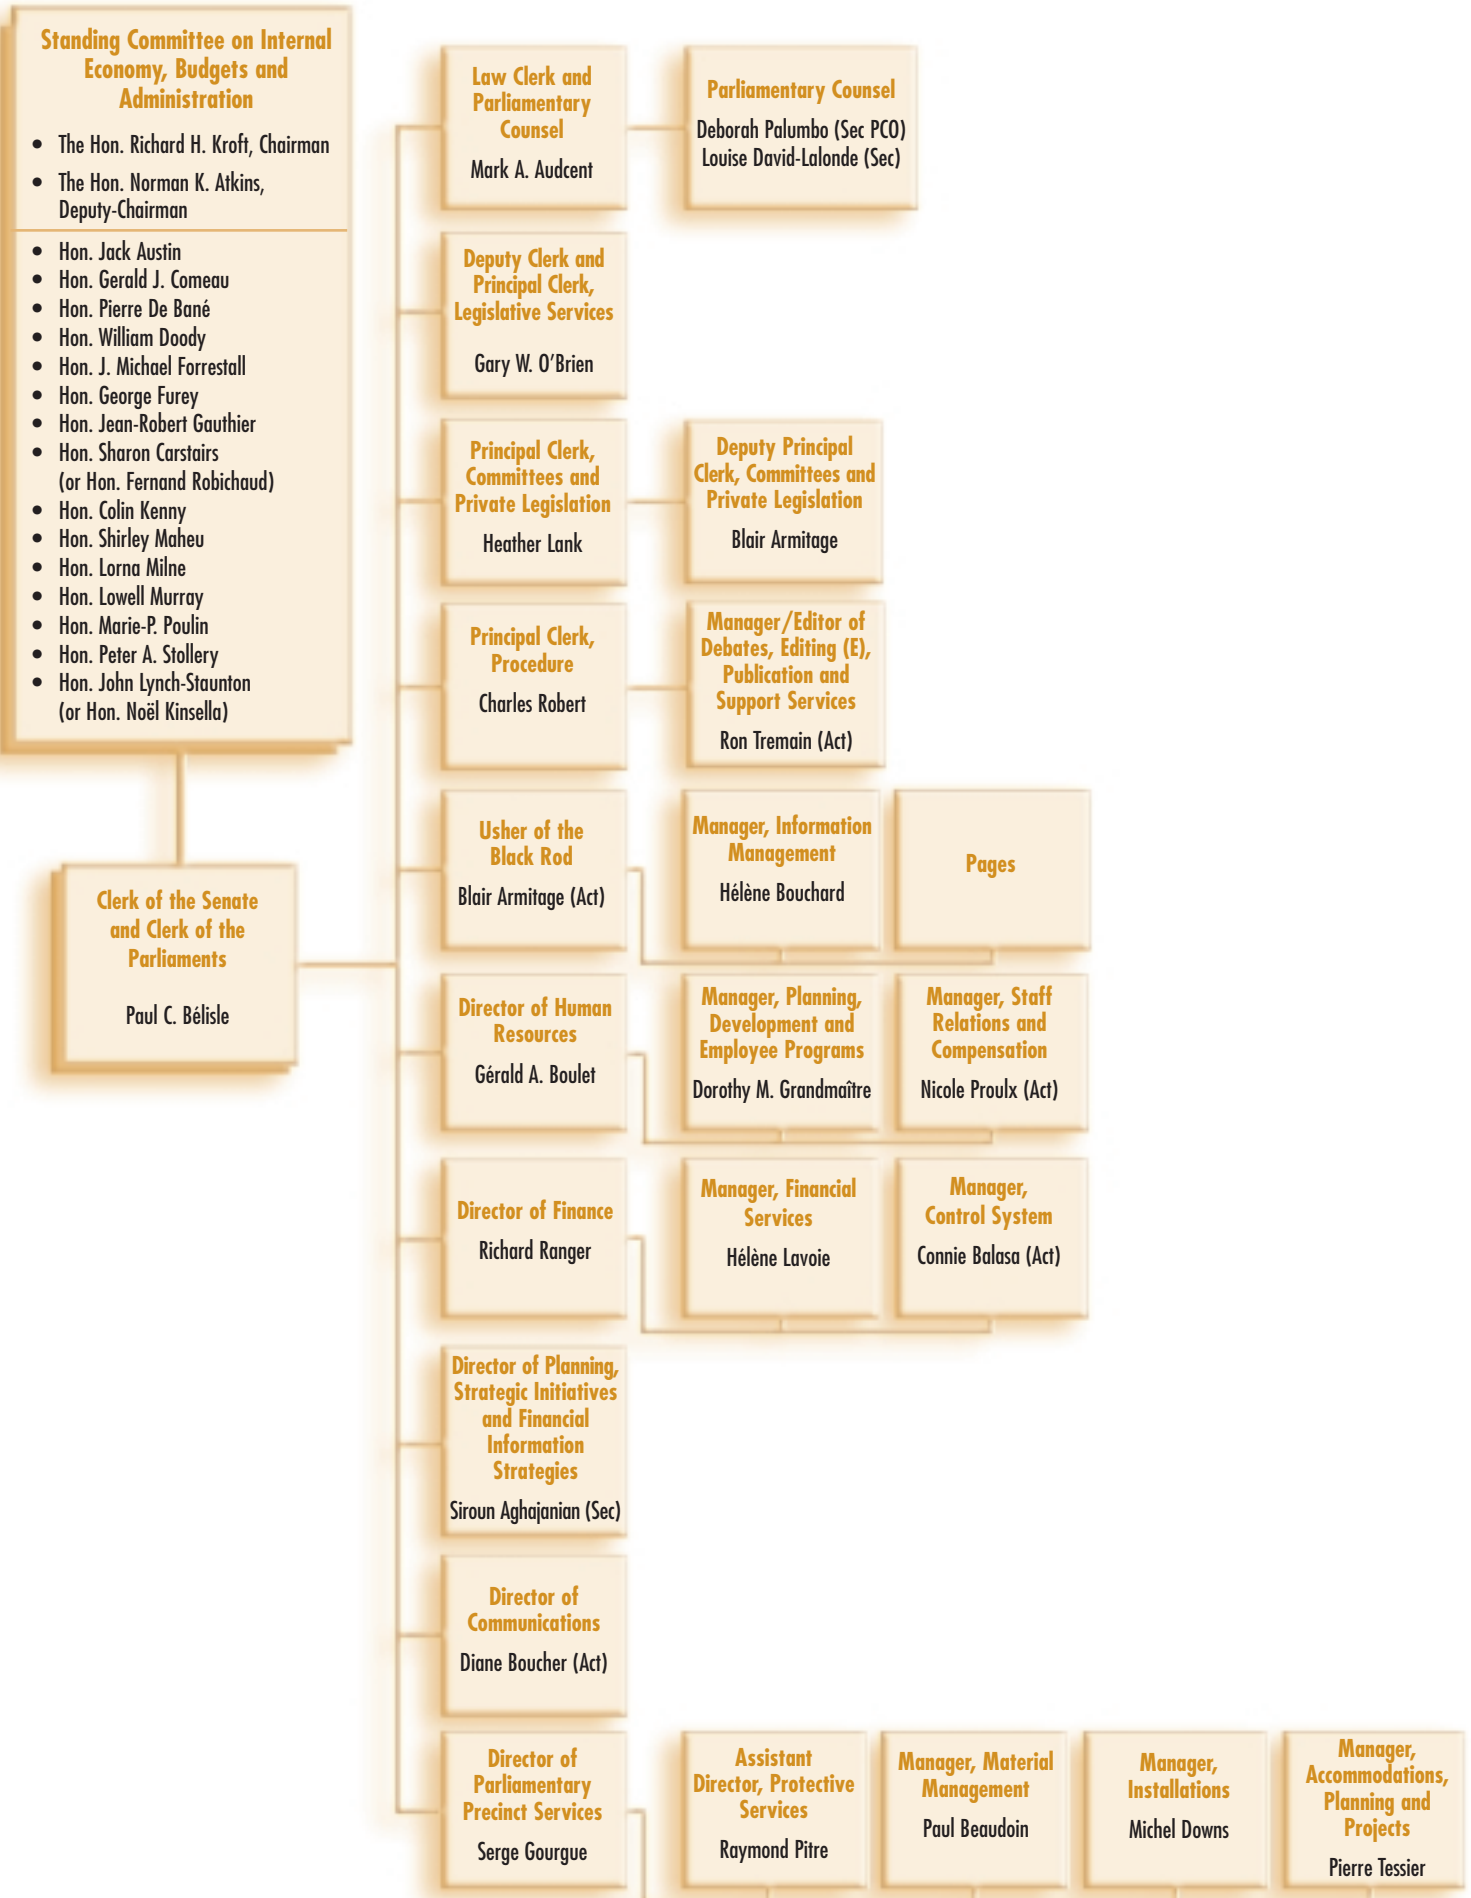 Standing Committee on Internal
Economy, Budgets and
Administration
• The Hon. Richard H. Kroft, Chairman
• The Hon. Norman K. Atkins,
Deputy-Chairman
• Hon. Jack Austin
• Hon. Gerald J. Comeau
• Hon. Pierre De Bané
• Hon. William Doody
• Hon. J. Michael Forrestall
• Hon. George Furey
• Hon. Jean-Robert Gauthier
• Hon. Sharon Carstairs
(or Hon. Fernand Robichaud)
• Hon. Colin Kenny
• Hon. Shirley Maheu
• Hon. Lorna Milne
• Hon. Lowell Murray
• Hon. Marie-P. Poulin
• Hon. Peter A. Stollery
• Hon. John Lynch-Staunton
(or Hon. Noël Kinsella)
Clerk of the Senate
and Clerk of the
Parliaments
Paul C. Bélisle
Law Clerk and
Parliamentary
Counsel
Mark A. Audcent
Parliamentary Counsel
Deborah Palumbo (Sec PCO)
Louise David-Lalonde (Sec)
Deputy Clerk and
Principal Clerk,
Legislative Services
Gary W. O'Brien
Principal Clerk,
Committees and
Private Legislation
Heather Lank
Deputy Principal
Clerk, Committees and
Private Legislation
Blair Armitage
Principal Clerk,
Procedure
Charles Robert
Manager/Editor of
Debates, Editing (E),
Publication and
Support Services
Ron Tremain (Act)
Usher of the
Black Rod
Blair Armitage (Act)
Manager, Information
Management
Hélène Bouchard
Pages
Director of Human
Resources
Gérald A. Boulet
Manager, Planning,
Development and
Employee Programs
Dorothy M. Grandmaître
Manager, Staff
Relations and
Compensation
Nicole Proulx (Act)
Director of Finance
Richard Ranger
Manager, Financial
Services
Hélène Lavoie
Manager,
Control System
Connie Balasa (Act)
Director of Planning,
Strategic Initiatives
and Financial
Information
Strategies
Siroun Aghajanian (Sec)
Director of
Communications
Diane Boucher (Act)
Director of
Parliamentary
Precinct Services
Serge Gourgue
Assistant
Director, Protective
Services
Raymond Pitre
Manager, Material
Management
Paul Beaudoin
Manager,
Installations
Michel Downs
Manager,
Accommodations,
Planning and
Projects
Pierre Tessier